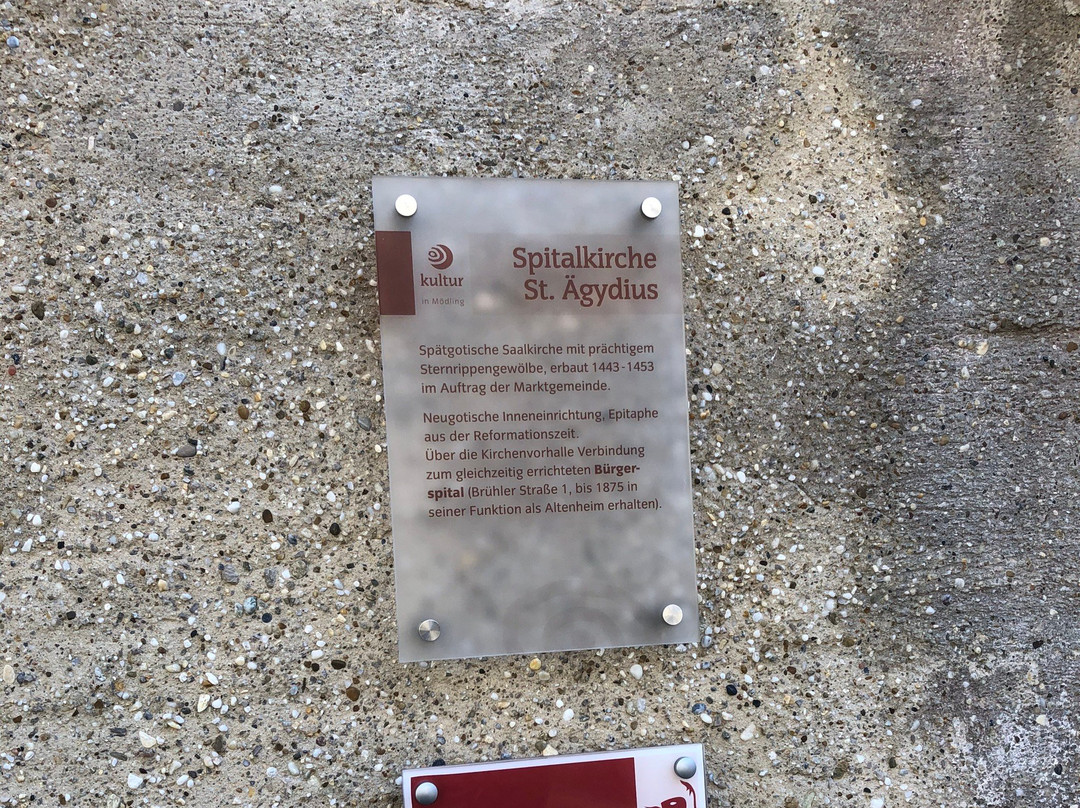 kultur
in Mödling
Spitalkirche
St. Ägydius
Spätgotische Saalkirche mit prächtigem
Sternrippengewölbe, erbaut 1443-1453
im Auftrag der Marktgemeinde.
Neugotische Inneneinrichtung, Epitaphe
aus der Reformationszeit.
Über die Kirchenvorhalle Verbindung
zum gleichzeitig errichteten Bürger-
spital (Brühler Straße 1, bis 1875 in
seiner Funktion als Altenheim erhalten).